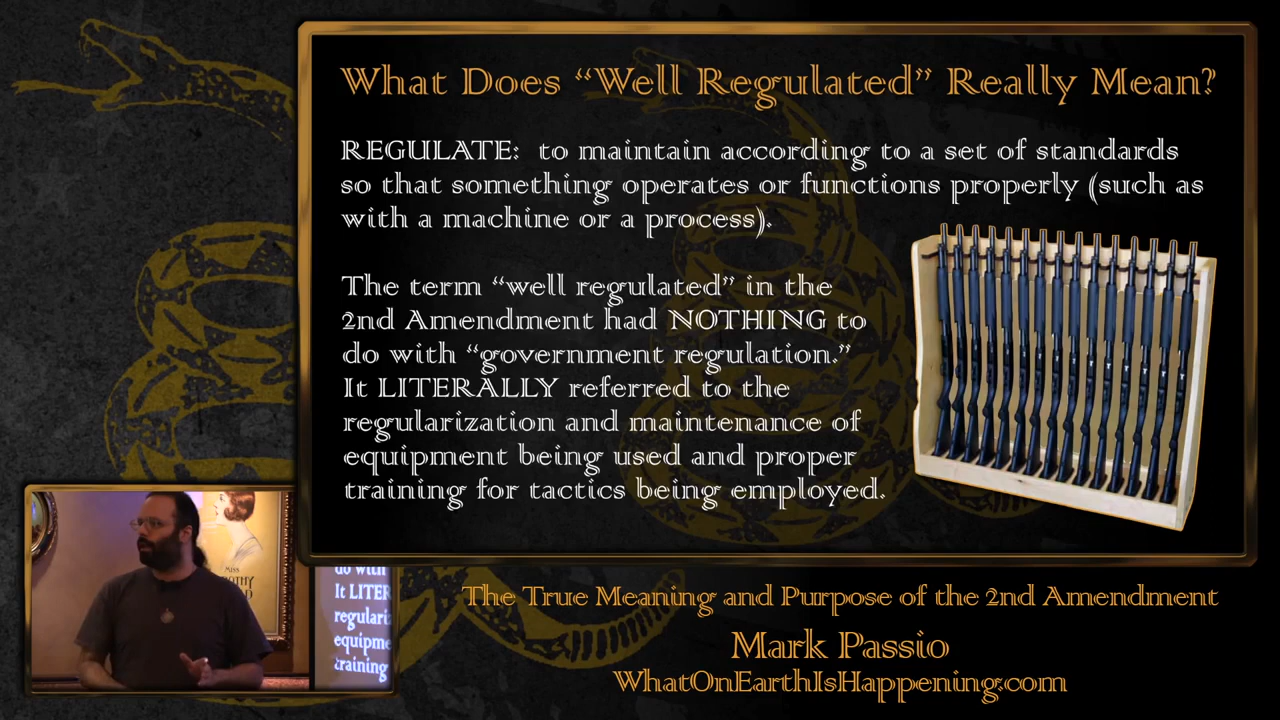 What Does “Well Regulated” Really Mean?
REGULATE: to maintain according to a set of standards
so that something operates or functions properly (such as
with a machine or a process).
The term “well regulated” in the
2nd Amendment had NOTHING to
do with “government regulation.”
It LITERALLY referred to the
regularization and maintenance of
equipment being used and proper
training for tactics being employed.
MISS
do with
It LITER
regulari
equipme
training
The True Meaning and Purpose of the 2nd Amendment
Mark Passio
WhatOnEarthIsHappening.com